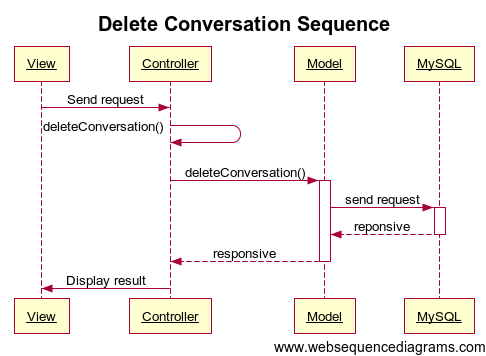 Delete Conversation Sequence
View
Controller
Model
MySQL
Send request
deleteConversation()
deleteConversation()
send request
reponsive
responsive
Display result
View
Controller
Model
MySQL
www.websequencediagrams.com